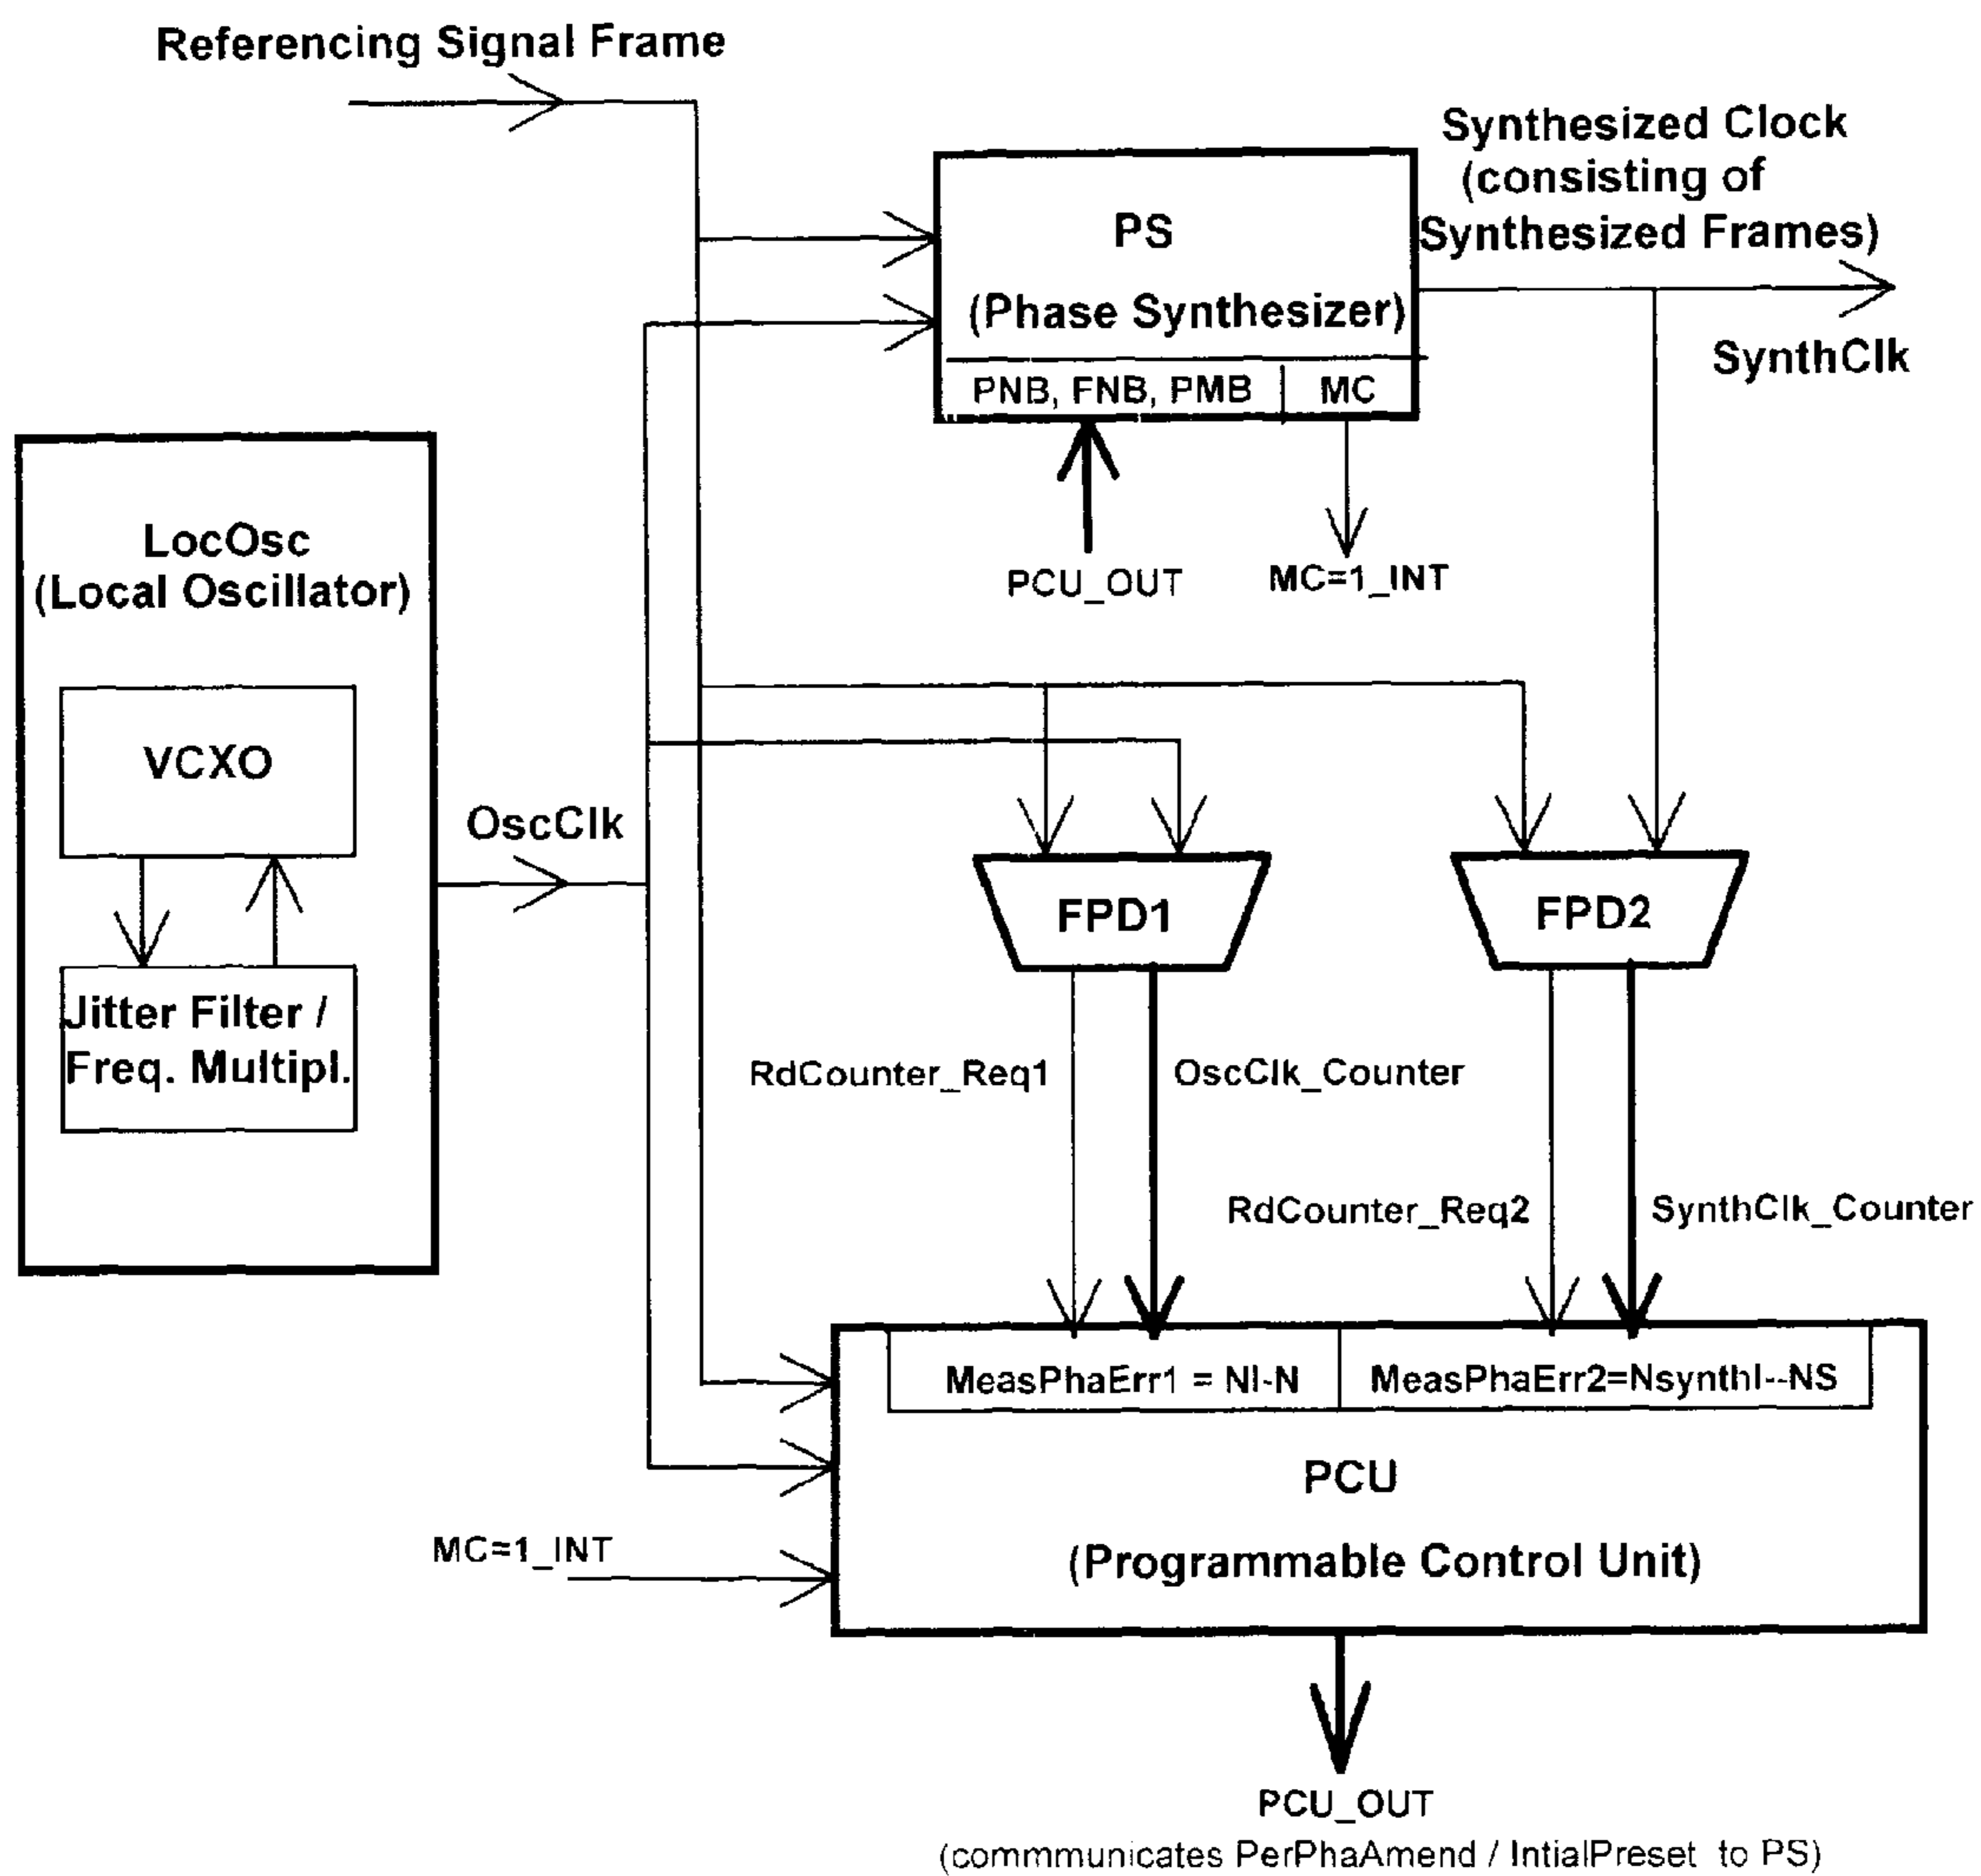 Referencing Signal Frame
Synthesized Clock
(consisting of
Synthesized Frames)
PS
(Phase Synthesizer)
SynthClk
PNB, FNB, PMB
MC
LocOsc
(Local Oscillator)
PCU_OUT
MC=1_INT
VCXO
OscClk
FPD1
FPD2
Jitter Filter /
Freq. Multipl.
RdCounter_Req1
OscClk_Counter
RdCounter_Req2
SynthClk_Counter
MeasPhaErr1 = NI-N
MeasPhaErr2=NsynthI--NS
PCU
(Programmable Control Unit)
MC=1_INT
PCU_OUT
(commmunicates PerPhaAmend / IntialPreset to PS)